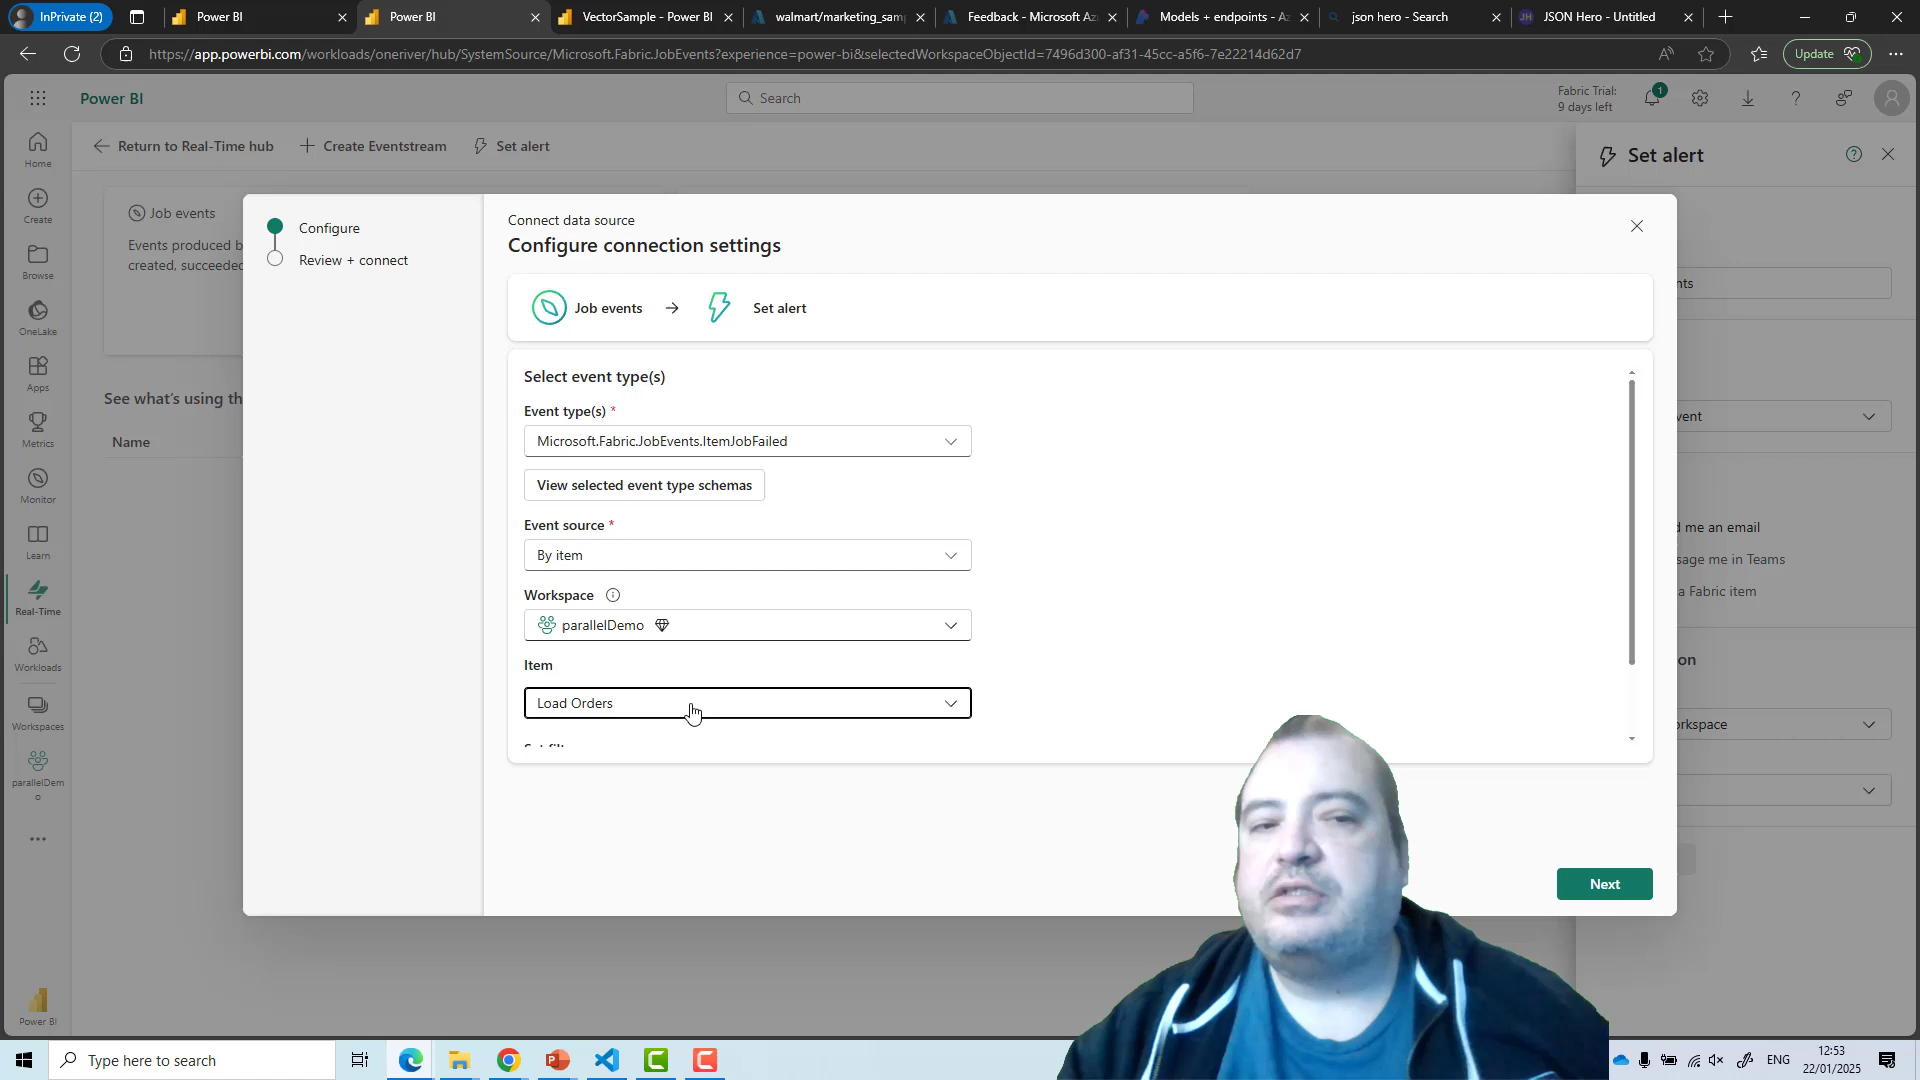 InPrivate (2)
Power BI
Power BI
VectorSample - Power BI
walmart/marketing_sam
Feedback - Microsoft Az
Models + endpoints - Az
json hero - Search
JH
JSON Hero - Untitled
https://app.powerbi.com/workloads/oneriver/hub/SystemSource/Microsoft.Fabric.JobEvents?experience=power-bi&selectedWorkspaceObjectId=7496d300-af31-45cc-a5f6-7e22214d62d7
Update
Power BI
Search
Fabric Trial:
9 days left
1
Home
Create
Browse
OneLake
Apps
Metrics
Monitor
Learn
Real-Time
Workloads
Workspaces
parallelDem
o
Power BI
Return to Real-Time hub
Create Eventstream
Set alert
Job events
Events produced b
created, succeeded
See what's using th
Name
Configure
Review + connect
Connect data source
Configure connection settings
Job events
Set alert
Select event type(s)
Event type(s) *
Microsoft.Fabric.JobEvents.ItemJobFailed
View selected event type schemas
Event source *
By item
Workspace
parallelDemo
Item
Load Orders
Next
Set alert
nts
vent
d me an email
sage me in Teams
a Fabric item
on
rkspace
Type here to search
ENG
12:53
22/01/2025